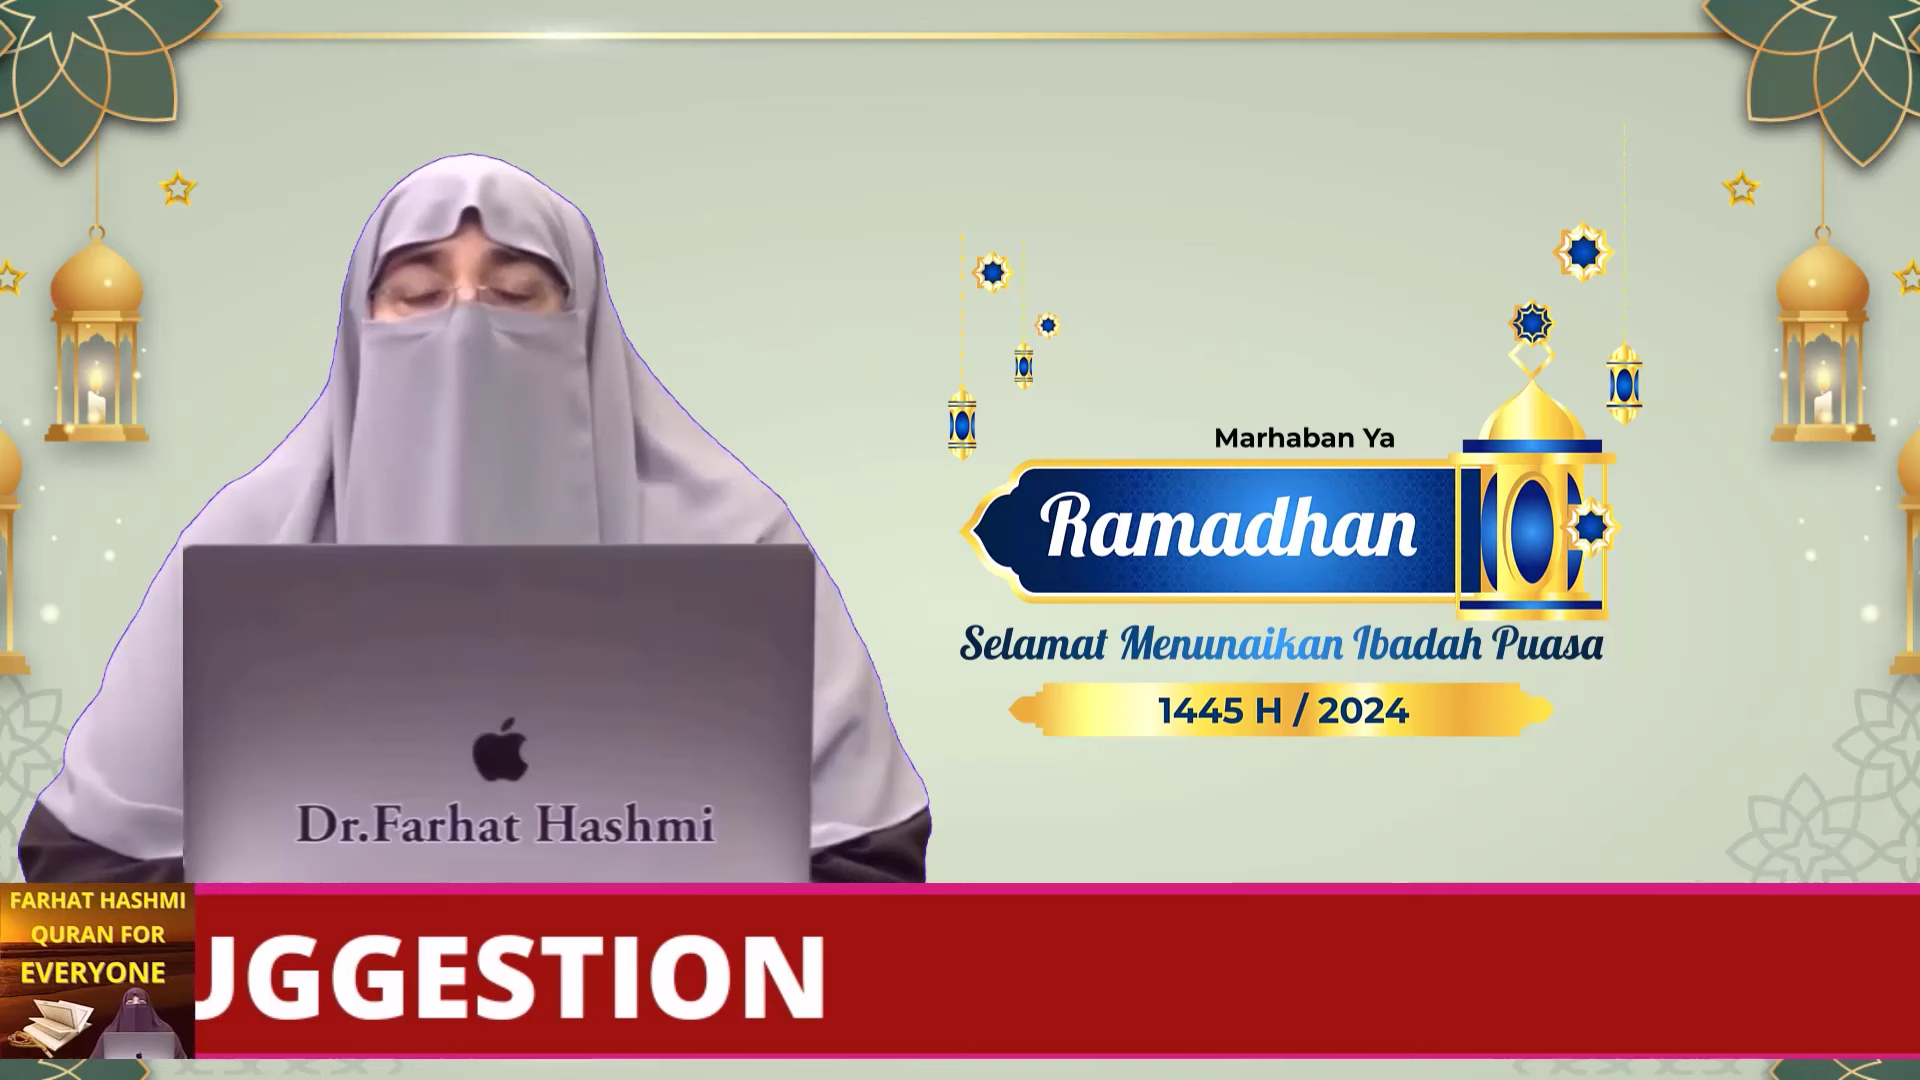 Marhaban Ya
Ramadhan
Selamat Menunaikan Ibadah Puasa
1445 H / 2024
Dr.Farhat Hashmi
FARHAT HASHMI
QURAN FOR
EVERYONE
UGGESTION